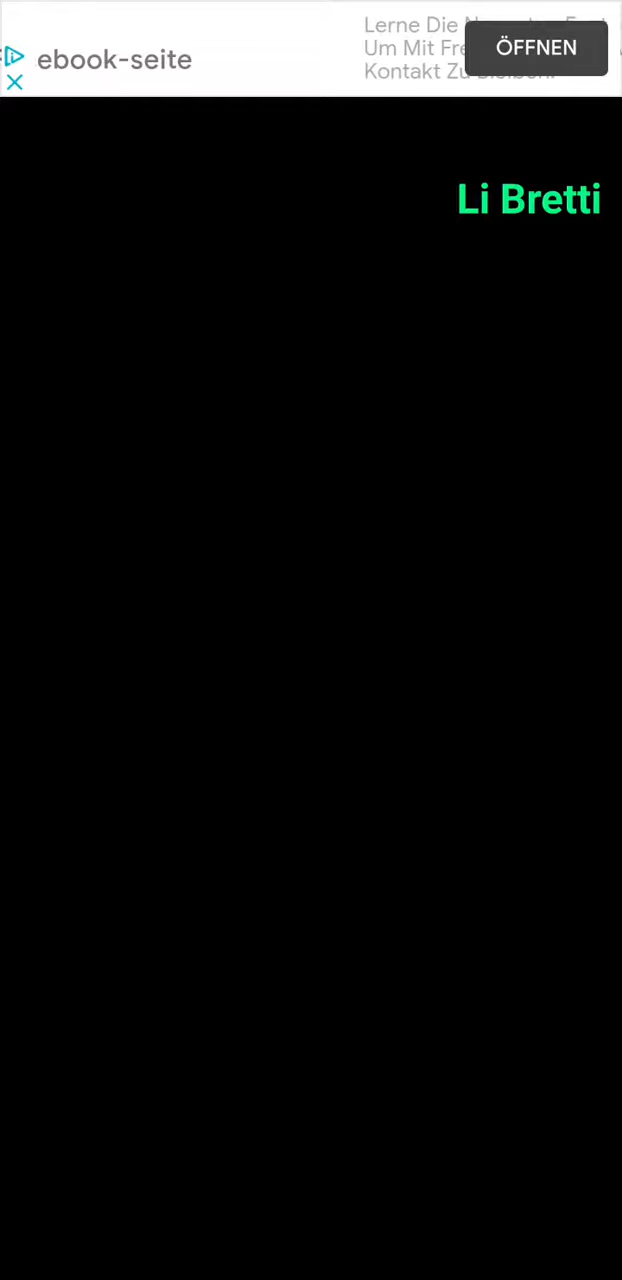 ebook-seite
Lerne Die
Um Mit
Kontakt Zu
ÖFFNEN
Li Bretti